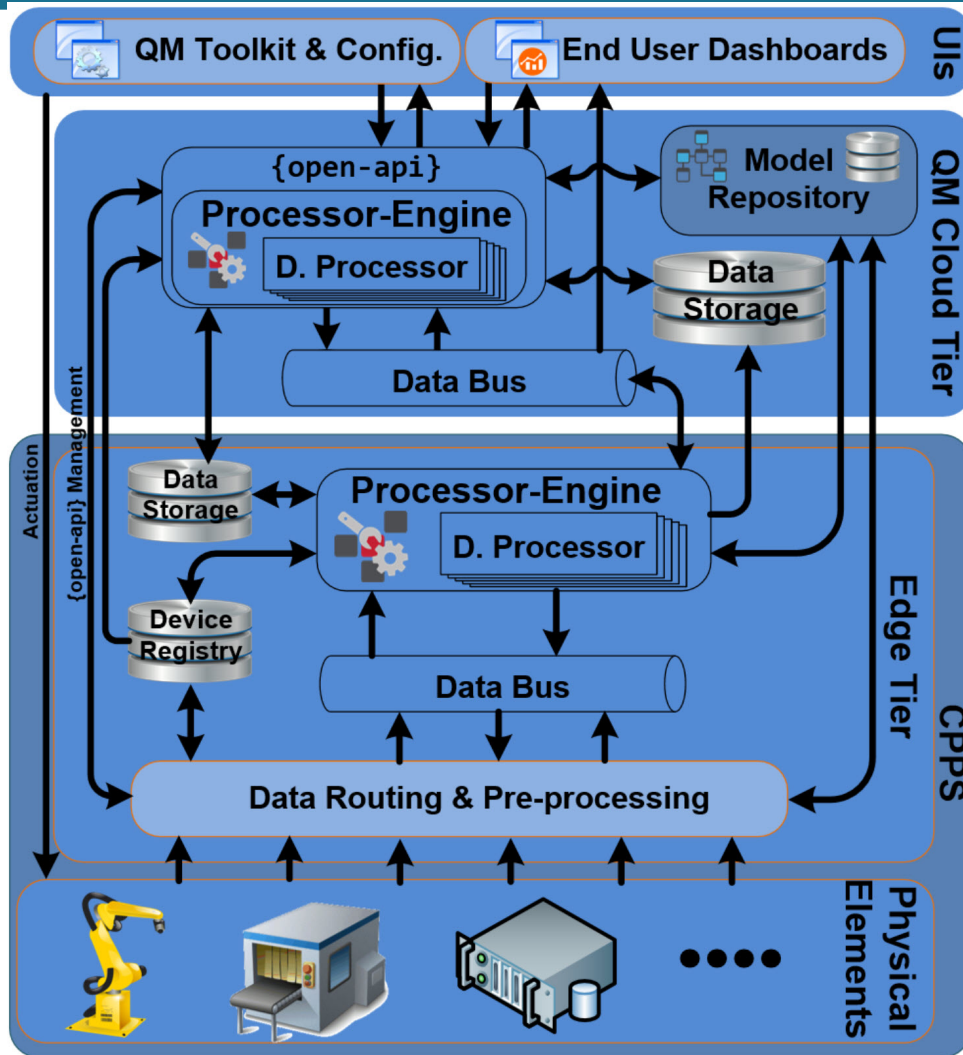 QM Toolkit & Config.
End User Dashboards
UIs
{open-api}
Processor-Engine
D. Processor
Model
Repository
Data
Storage
Data Bus
QM Cloud Tier
Actuation
{open-api} Management
Data
Storage
Processor-Engine
D. Processor
Device
Registry
Data Bus
Edge Tier
CPPS
Data Routing & Pre-processing
Physical
Elements